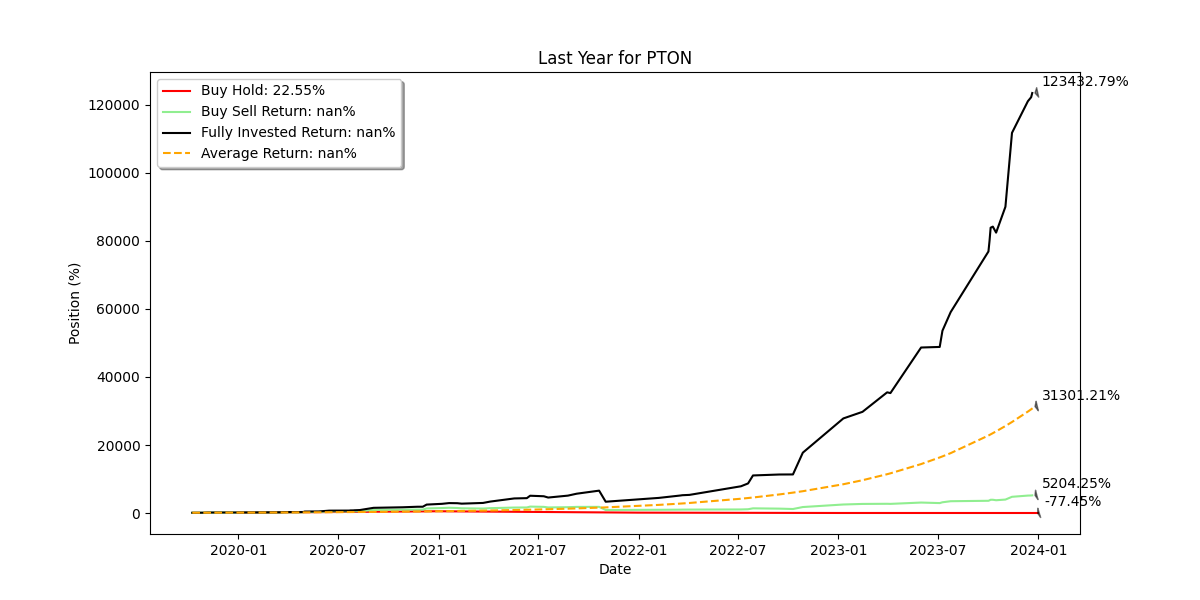 Last Year for PTON
Buy Hold: 22.55%
Buy Sell Return: nan%
Fully Invested Return: nan%
Average Return: nan%
123432.79%
31301.21%
5204.25%
-77.45%
Position (%)
120000
100000
80000
60000
40000
20000
0
2020-01
2020-07
2021-01
2021-07
2022-01
2022-07
2023-01
2023-07
2024-01
Date